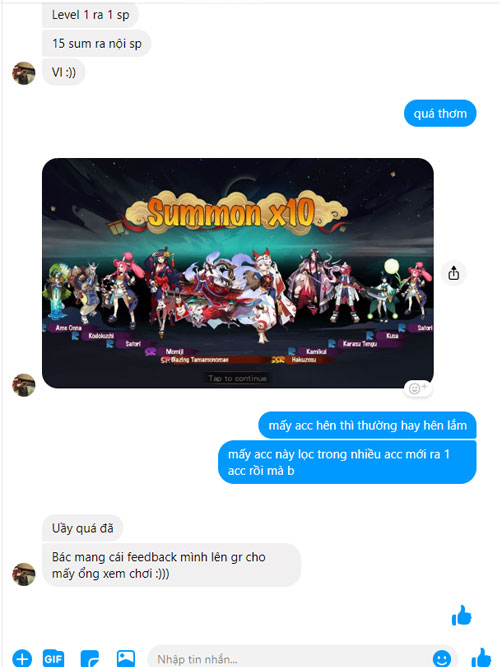 Level 1 ra 1 sp
15 sum ra nội sp
Vl :))
quá thơm
Summon x10
Ame Onna
Kodokushi
Satori
SR Momiji
SP Blazing Tamamonomae
SSR Hakuzosu
Kamikui
R Karasu Tengu
R Kusa
R Satori
Tap to continue
mấy acc hên thì thường hay hên lắm
mấy acc này lọc trong nhiều acc mới ra 1
acc rồi mà b
Uầy quá đã
Bác mang cái feedback mình lên gr cho
mấy ổng xem chơi :)))
GIF
Nhập tin nhắn...